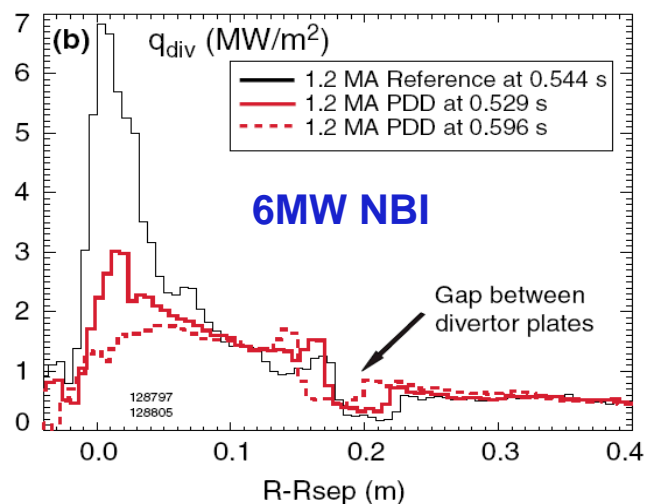 (b) q_div (MW/m²)
1.2 MA Reference at 0.544 s
1.2 MA PDD at 0.529 s
1.2 MA PDD at 0.596 s
6MW NBI
Gap between
divertor plates
128797
128805
7
6
5
4
3
2
1
0
0.0 0.1 0.2 0.3 0.4
R-Rsep (m)